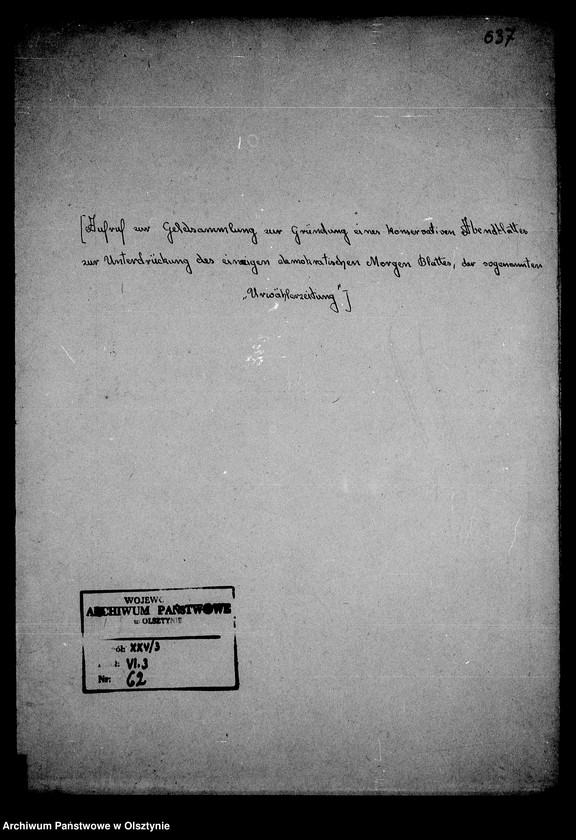 637
[Aufruf zur Geldsammlung zur Gründung eines konservativen Abendblattes
zur Unterdrückung des einzigen demokratischen Morgen Blattes, der sogenannten
„Urwählerzeitung"]
WOJEWÓ
ARCHIWUM PAŃSTWOWE
w OLSZTYNIE
XXV/3
VI.3
Nr: 62
Archiwum Państwowe w Olsztynie